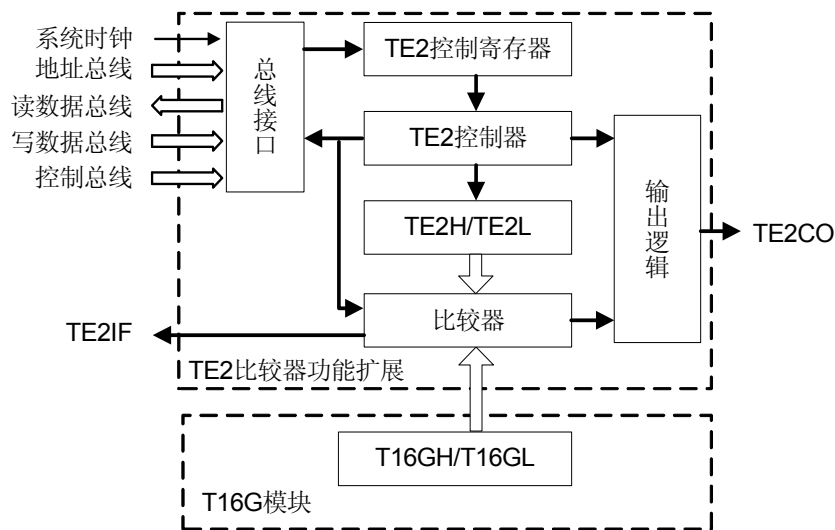 系统时钟
地址总线
读数据总线
写数据总线
控制总线
总线接口
TE2控制寄存器
TE2控制器
TE2H/TE2L
比较器
输出逻辑
TE2CO
TE2IF
TE2比较器功能扩展
T16GH/T16GL
T16G模块